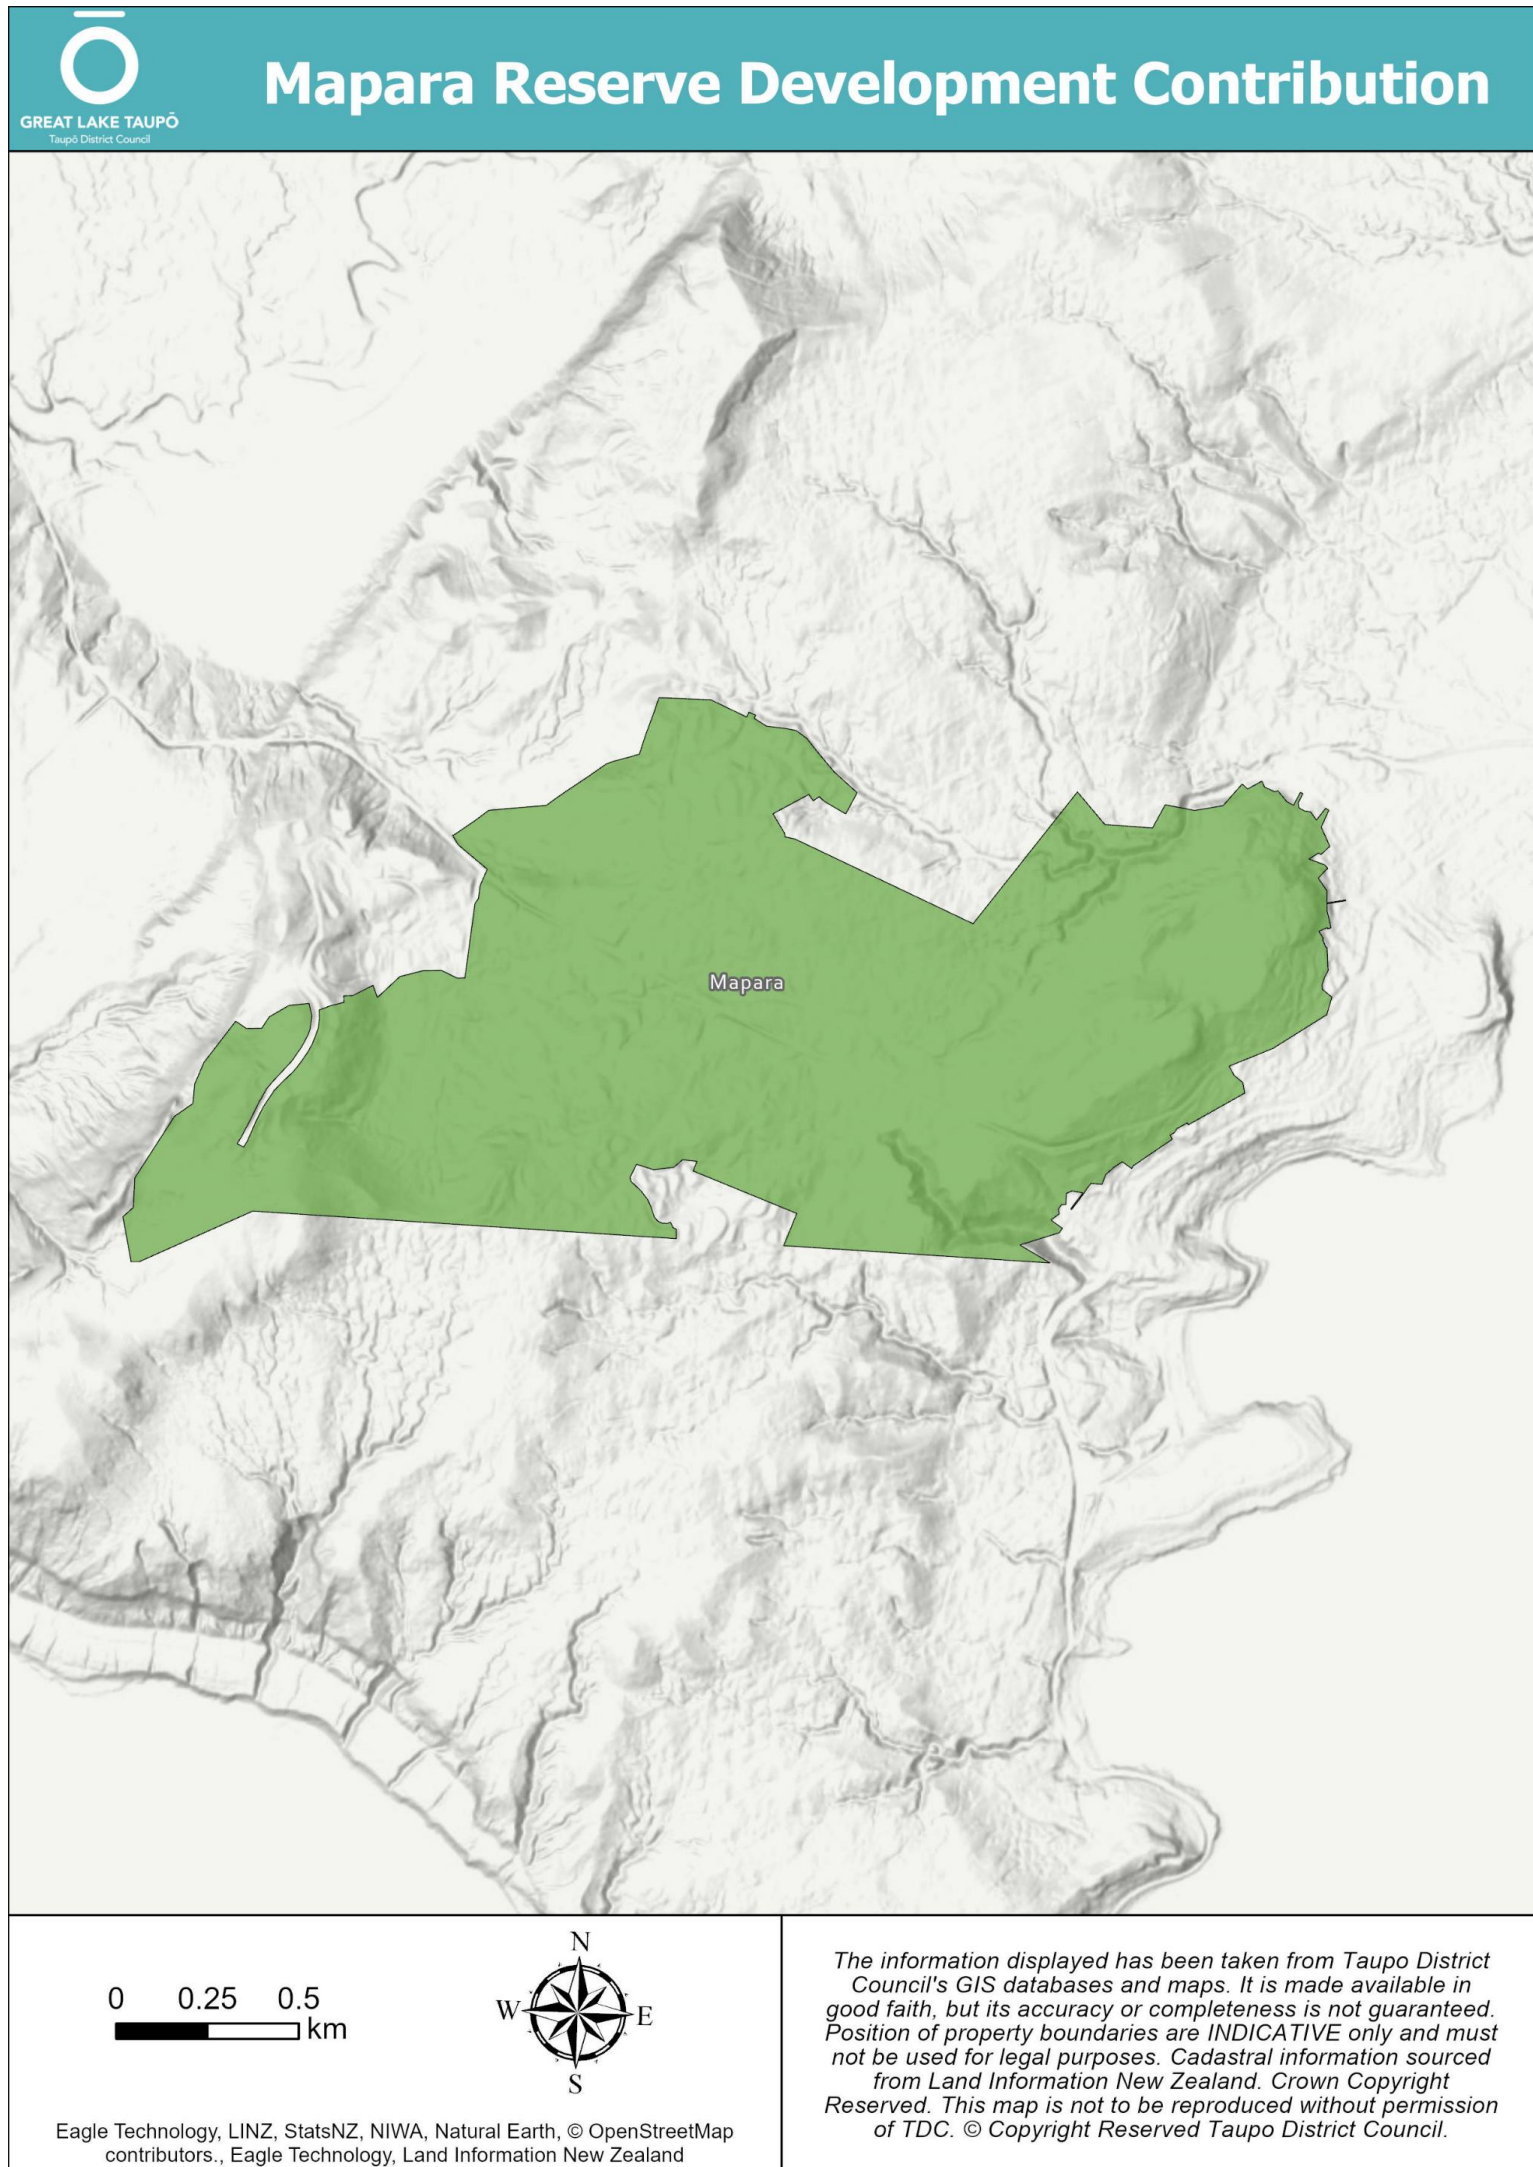 Ō
GREAT LAKE TAUPŌ
Taupō District Council
Mapara Reserve Development Contribution
Mapara
0 0.25 0.5
km
N
W E
S
Eagle Technology, LINZ, StatsNZ, NIWA, Natural Earth, © OpenStreetMap
contributors., Eagle Technology, Land Information New Zealand
The information displayed has been taken from Taupo District
Council's GIS databases and maps. It is made available in
good faith, but its accuracy or completeness is not guaranteed.
Position of property boundaries are INDICATIVE only and must
not be used for legal purposes. Cadastral information sourced
from Land Information New Zealand. Crown Copyright
Reserved. This map is not to be reproduced without permission
of TDC. © Copyright Reserved Taupo District Council.